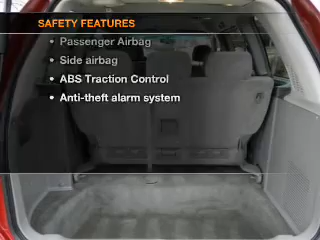 SAFETY FEATURES
• Passenger Airbag
• Side airbag
• ABS Traction Control
• Anti-theft alarm system